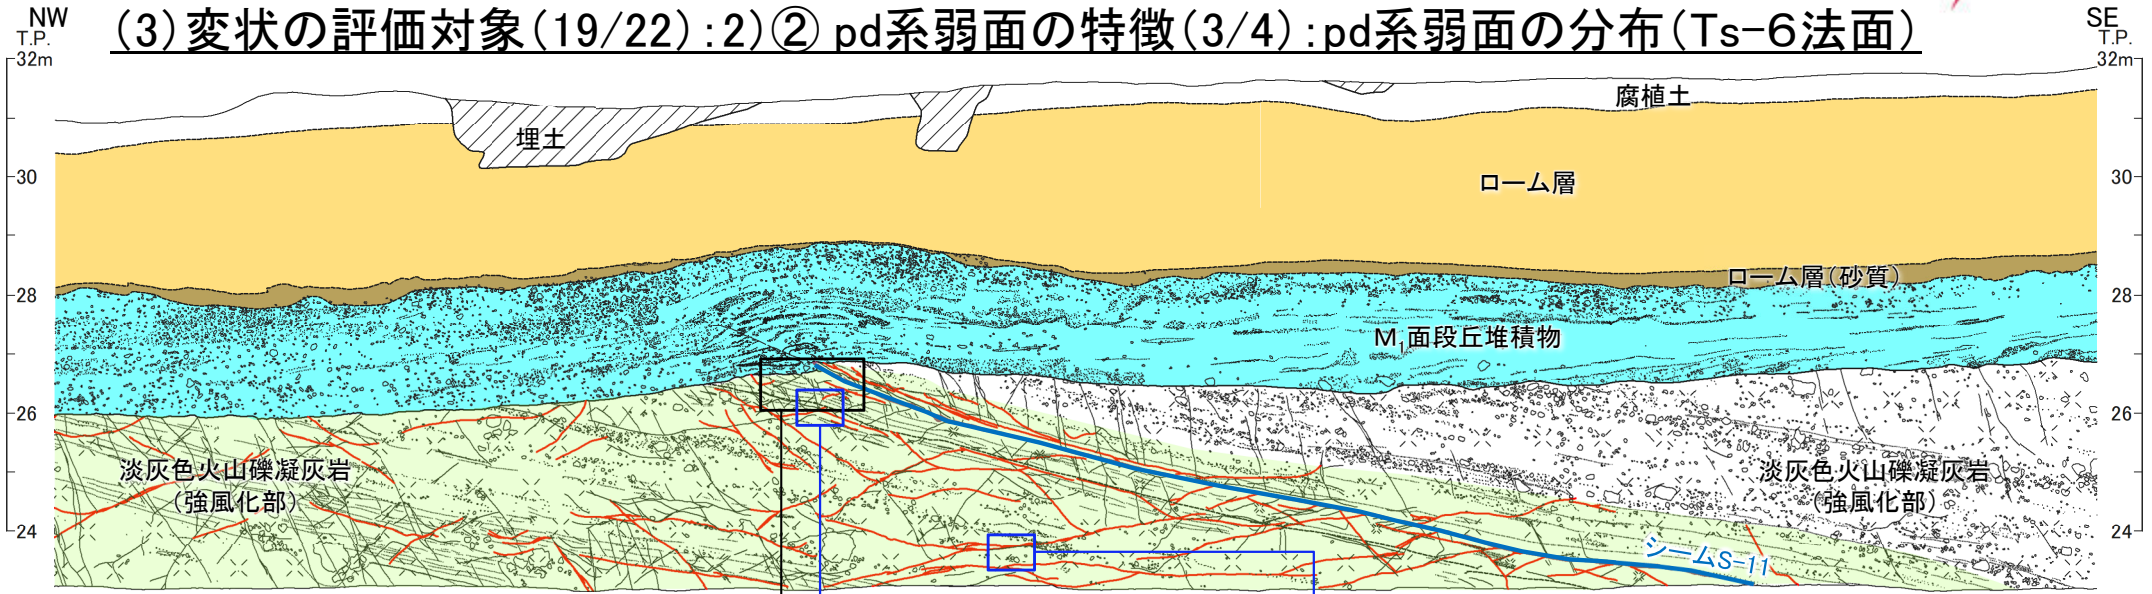 NW
(3)変状の評価対象(19/22):2)② pd系弱面の特徴(3/4):pd系弱面の分布(Ts-6法面)
SE
T.P.
T.P.
32m
32m
腐植土
埋土
30
ローム層
30
ローム層(砂質)
28
28
M1面段丘堆積物
26
26
淡灰色火山礫凝灰岩
(強風化部)
淡灰色火山礫凝灰岩
(強風化部)
24
24
シームS-11